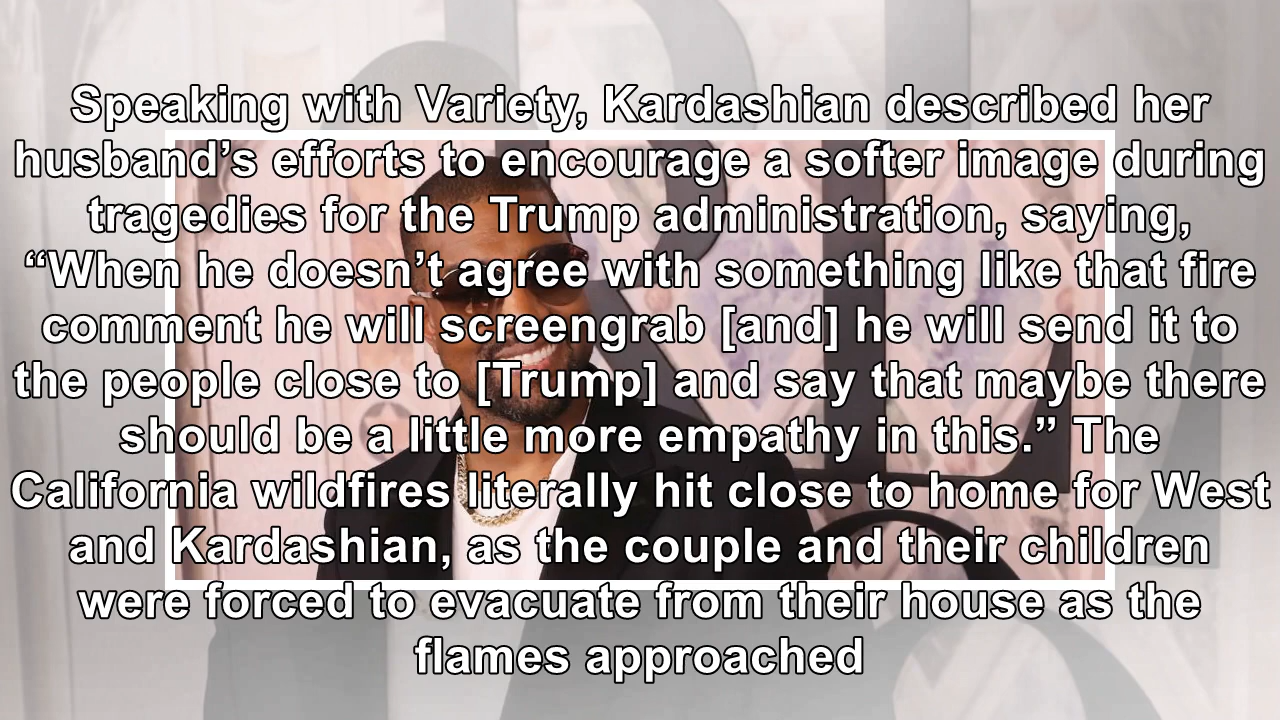 Speaking with Variety, Kardashian described her
husband’s efforts to encourage a softer image during
tragedies for the Trump administration, saying,
“When he doesn’t agree with something like that fire
comment he will screengrab [and] he will send it to
the people close to [Trump] and say that maybe there
should be a little more empathy in this.” The
California wildfires literally hit close to home for West
and Kardashian, as the couple and their children
were forced to evacuate from their house as the
flames approached